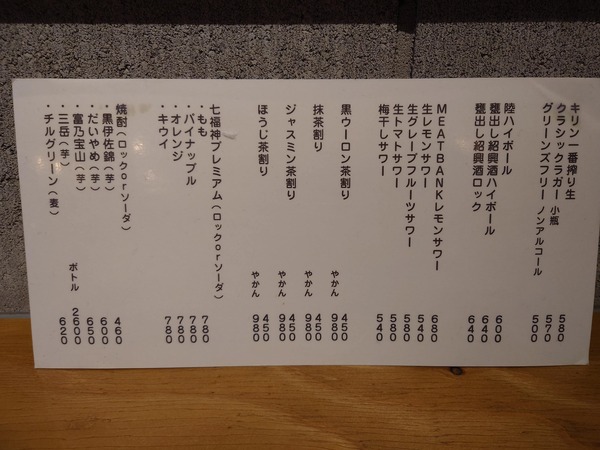 キリン一番搾り生 580
クラシックラガー 小瓶 570
グリーンズフリー ノンアルコール 500
陸ハイボール 600
甕出し紹興酒ハイボール 640
甕出し紹興酒ロック 640
MEATBANKレモンサワー 680
生レモンサワー 540
生グレープフルーツサワー 580
生トマトサワー 580
梅干しサワー 540
黒ウーロン茶割り 450
やかん 980
抹茶割り 450
やかん 980
ジャスミン茶割り 450
やかん 980
ほうじ茶割り 450
やかん 980
七福神プレミアム(ロックorソーダ)
・もも 780
・パイナップル 780
・オレンジ 780
・キウイ 780
焼酎(ロックorソーダ)
・黒伊佐錦(芋) 460
・だいやめ(芋) 600
・富乃宝山(芋) 650
・三岳(芋) ボトル 2600
・チルグリーン(麦) 620